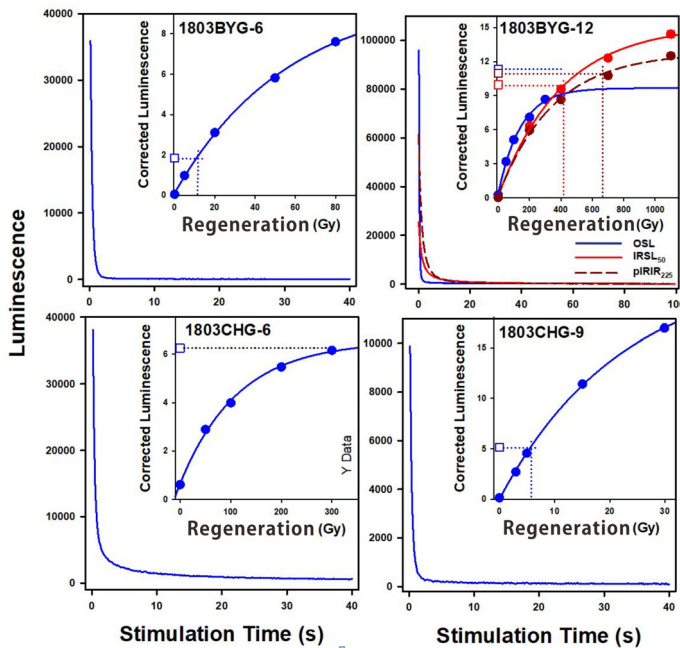 1803BYG-6
40000
30000
20000
10000
0
0 10 20 30 40
Corrected Luminescence
8
6
4
2
0
0 20 40 60 80
Regeneration (Gy)
1803BYG-12
100000
80000
60000
40000
20000
0
0 20 40 60 80 100
Corrected Luminescence
15
12
9
6
3
0
0 200 400 600 800 1000
Regeneration (Gy)
OSL
IRSL50
pIRIR225
Luminescence
1803CHG-6
40000
30000
20000
10000
0
0 10 20 30 40
Corrected Luminescence
6
4
2
0
0 100 200 300
Regeneration (Gy)
Y Data
1803CHG-9
10000
8000
6000
4000
2000
0
0 10 20 30 40
Corrected Luminescence
15
10
5
0
0 10 20 30
Regeneration (Gy)
Stimulation Time (s)
Stimulation Time (s)